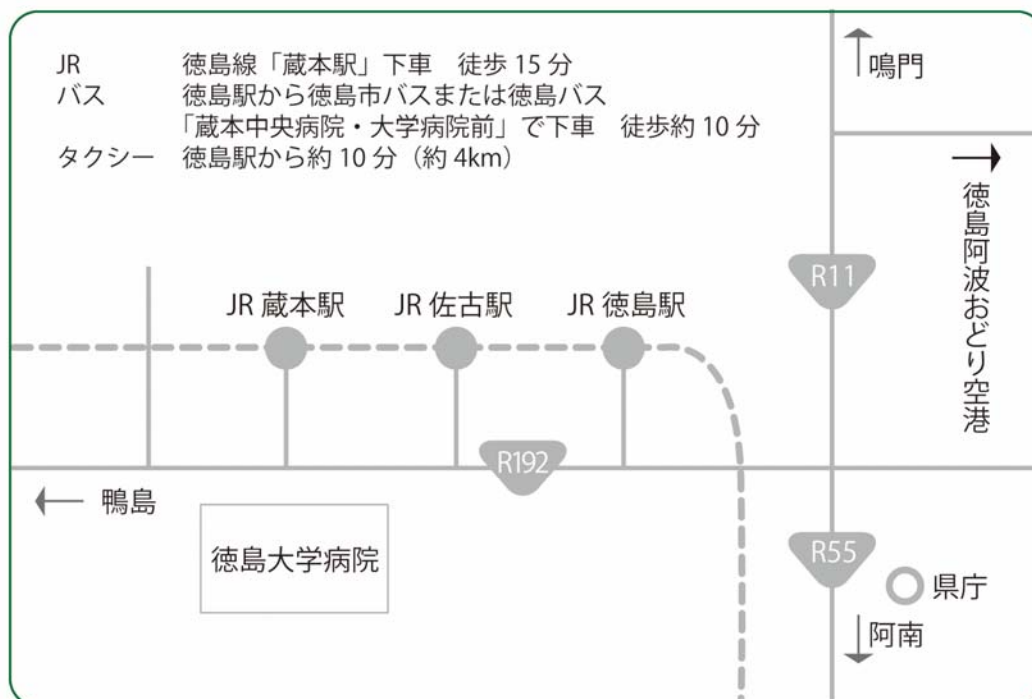 JR 徳島線「蔵本駅」下車 徒歩 15 分
バス 徳島駅から徳島市バスまたは徳島バス
「蔵本中央病院・大学病院前」で下車 徒歩約 10 分
タクシー 徳島駅から約 10 分（約 4km）
鳴門
徳島阿波おどり空港
R11
JR 蔵本駅
JR 佐古駅
JR 徳島駅
R192
鴨島
徳島大学病院
R55
県庁
阿南